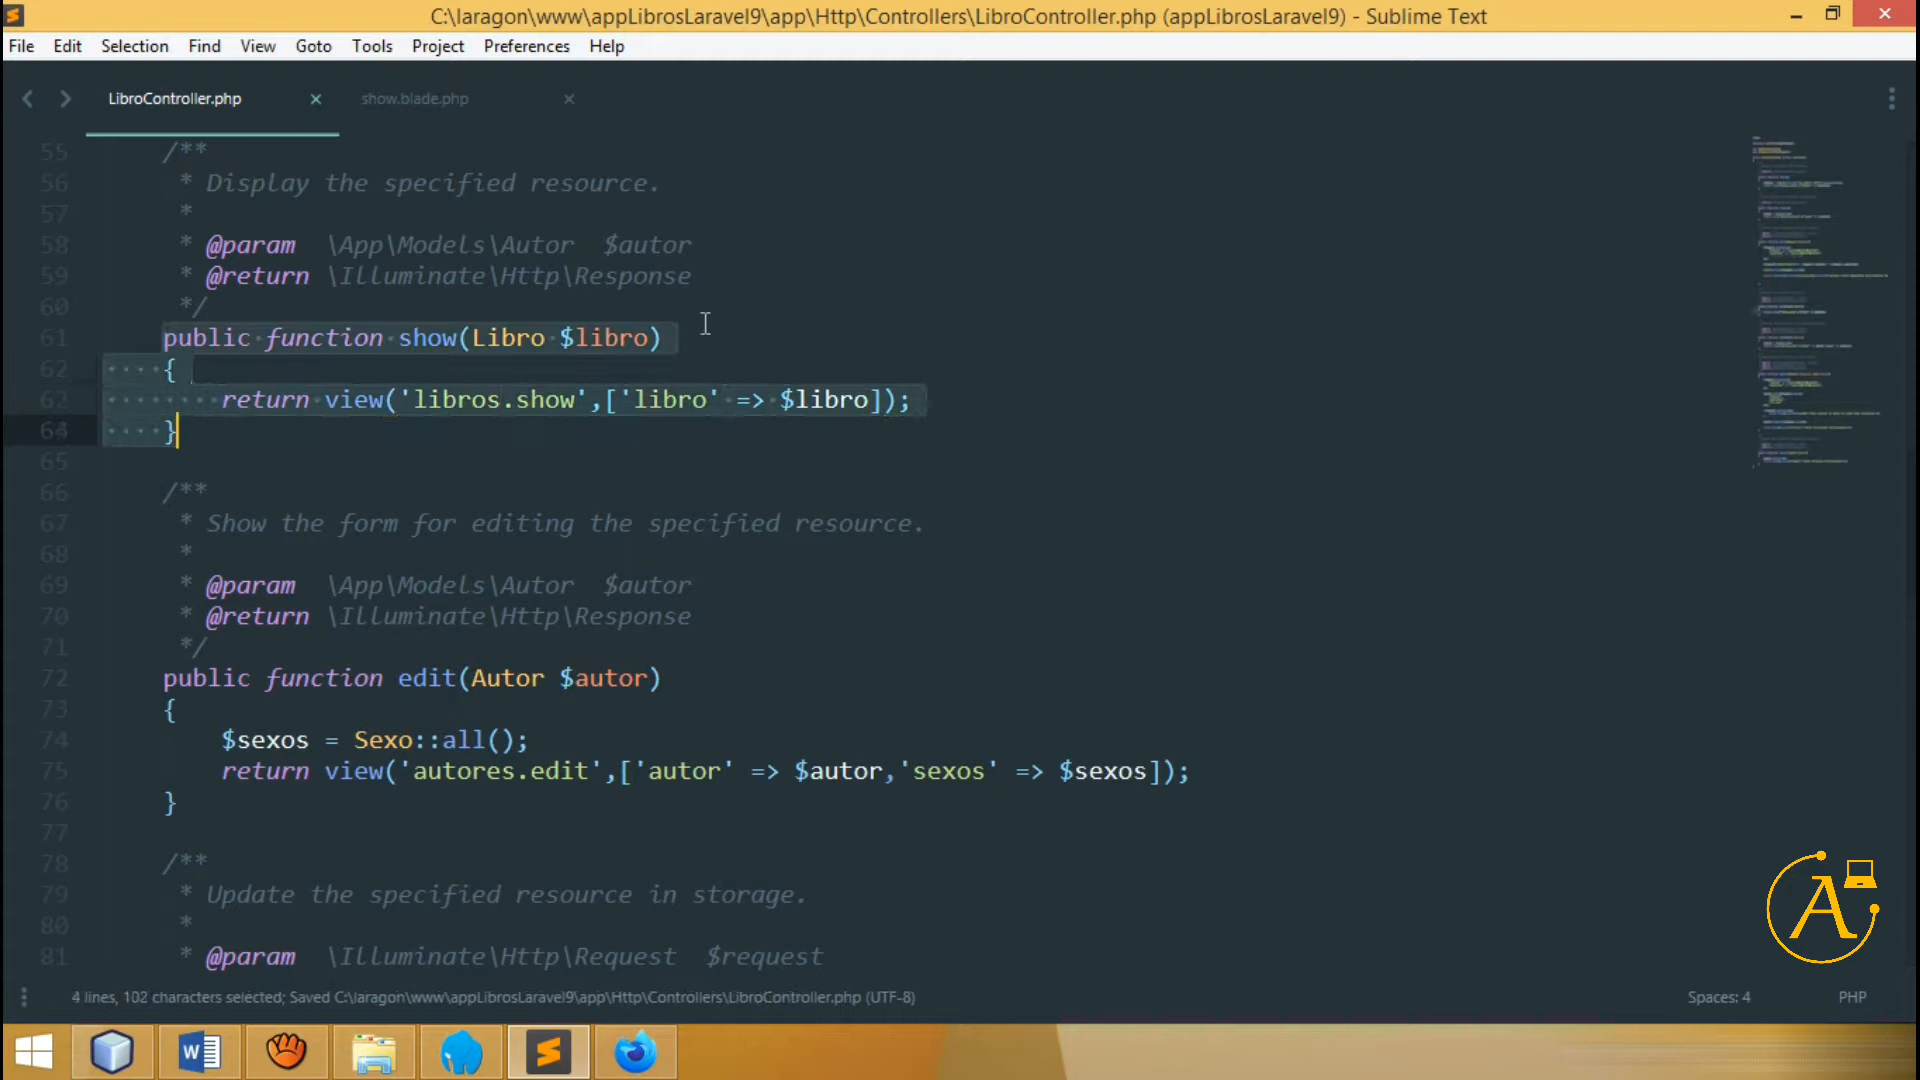 C:\laragon\www\appLibrosLaravel9\app\Http\Controllers\LibroController.php (appLibrosLaravel9) - Sublime Text
File Edit Selection Find View Goto Tools Project Preferences Help
LibroController.php × show.blade.php ×
55 /**
56 * Display the specified resource.
57 *
58 * @param \App\Models\Autor $autor
59 * @return \Illuminate\Http\Response
60 */
61 public function show(Libro $libro)
62 {
62 return view('libros.show',['libro' => $libro]);
64 }
65
66 /**
67 * Show the form for editing the specified resource.
68 *
69 * @param \App\Models\Autor $autor
70 * @return \Illuminate\Http\Response
71 */
72 public function edit(Autor $autor)
73 {
74 $sexos = Sexo::all();
75 return view('autores.edit',['autor' => $autor,'sexos' => $sexos]);
76 }
77
78 /**
79 * Update the specified resource in storage.
80 *
81 * @param \Illuminate\Http\Request $request
4 lines, 102 characters selected; Saved C:\laragon\www\appLibrosLaravel9\app\Http\Controllers\LibroController.php (UTF-8) Spaces: 4 PHP
A